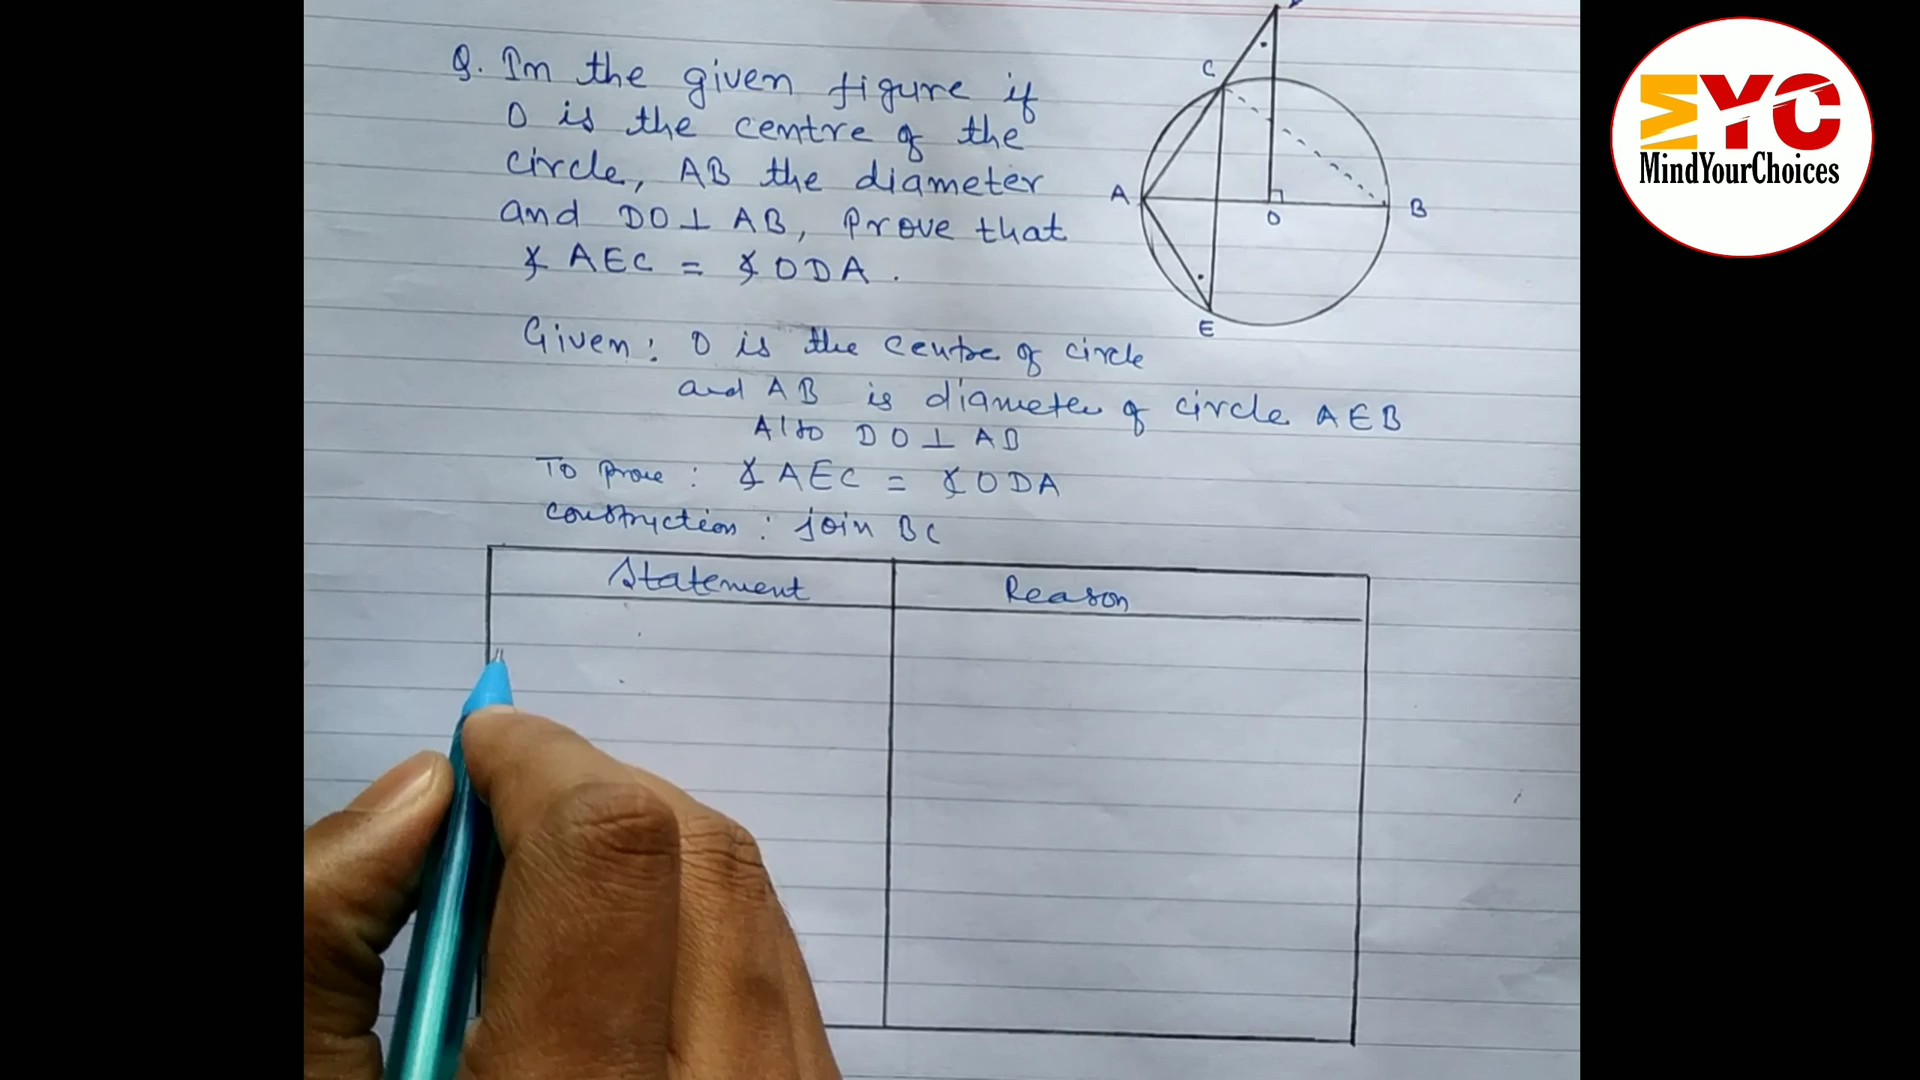 Q. In the given figure if
O is the centre of the
circle, AB the diameter
and DO ⊥ AB, Prove that
∡ AEC = ∡ ODA .
C
A
B
O
E
Given : O is the centre of circle
and AB is diameter of circle AEB
Also DO ⊥ AB
To prove : ∡ AEC = ∡ ODA
construction : join BC
Statement
Reason
MYC
MindYourChoices